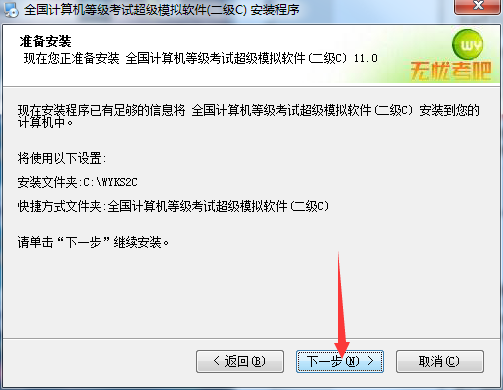 全国计算机等级考试超级模拟软件(二级C) 安装程序
准备安装
现在您正准备安装 全国计算机等级考试超级模拟软件(二级C) 11.0
WY
无忧考吧
现在安装程序已有足够的信息将 全国计算机等级考试超级模拟软件(二级C) 安装到您的
计算机中。
将使用以下设置:
安装文件夹:C:\WYKS2C
快捷方式文件夹:全国计算机等级考试超级模拟软件(二级C)
请单击“下一步”继续安装。
< 返回(B)
下一步(N) >
取消(C)